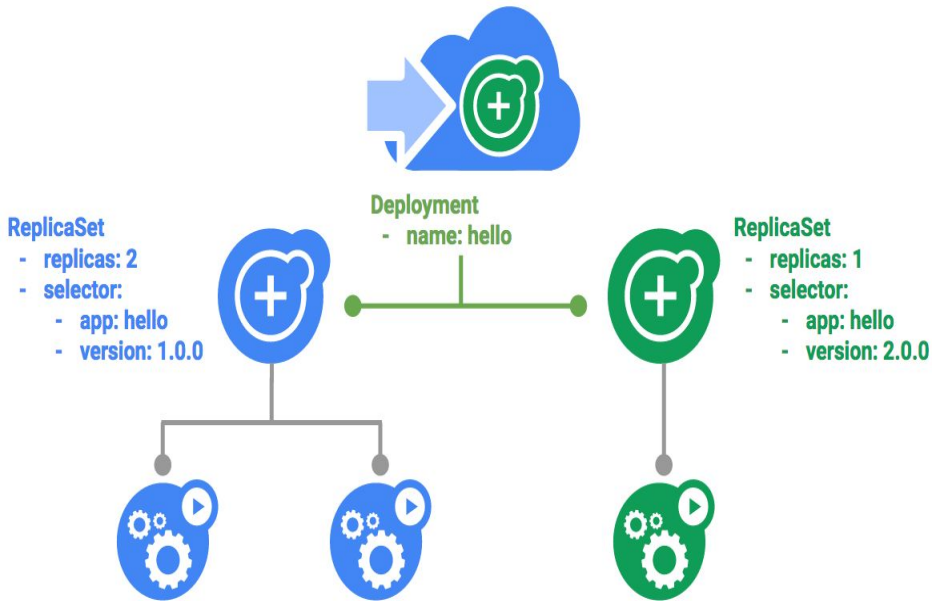 Deployment
- name: hello
ReplicaSet
- replicas: 2
- selector:
- app: hello
- version: 1.0.0
ReplicaSet
- replicas: 1
- selector:
- app: hello
- version: 2.0.0